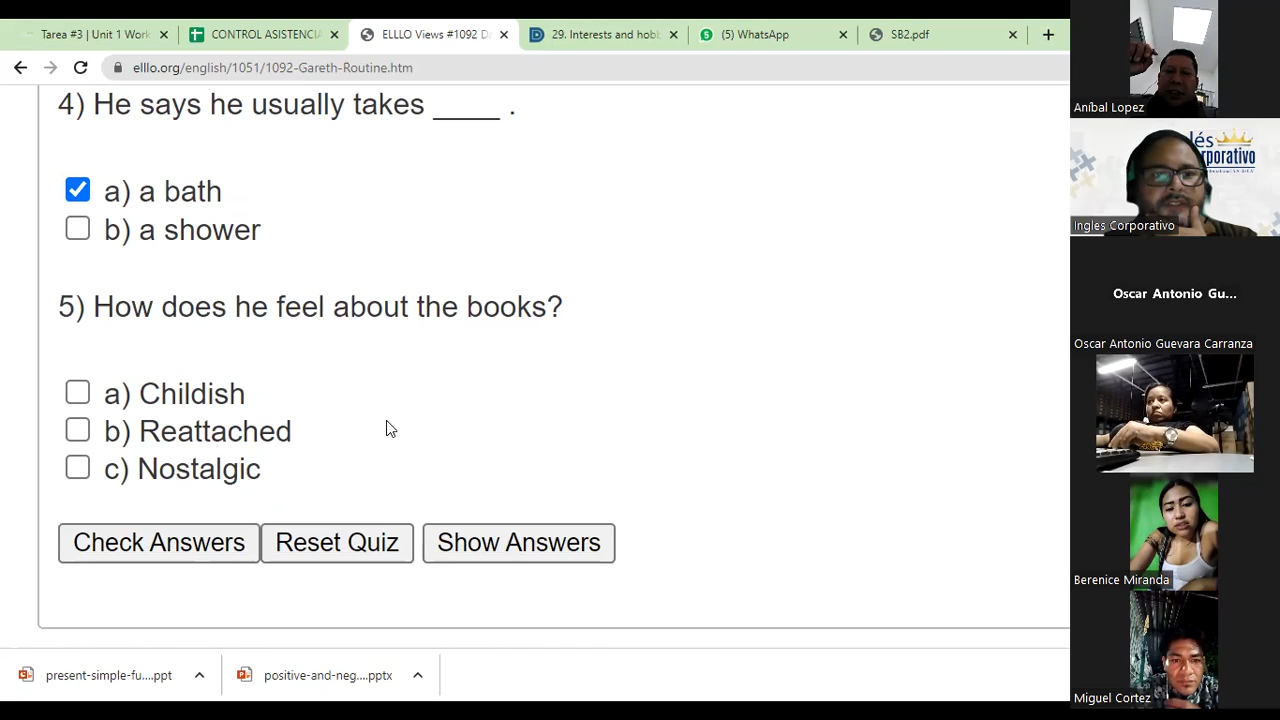 Tarea #3 | Unit 1 Work
CONTROL ASISTENCIA
ELLLO Views #1092 D
29. Interests and hobb
(5) WhatsApp
SB2.pdf
elllo.org/english/1051/1092-Gareth-Routine.htm
4) He says he usually takes ____ .
a) a bath
b) a shower
5) How does he feel about the books?
a) Childish
b) Reattached
c) Nostalgic
Check Answers
Reset Quiz
Show Answers
present-simple-fu....ppt
positive-and-neg....pptx
Aníbal Lopez
lés
rporativo
Ingles Corporativo
Oscar Antonio Gu...
Oscar Antonio Guevara Carranza
Berenice Miranda
Miguel Cortez